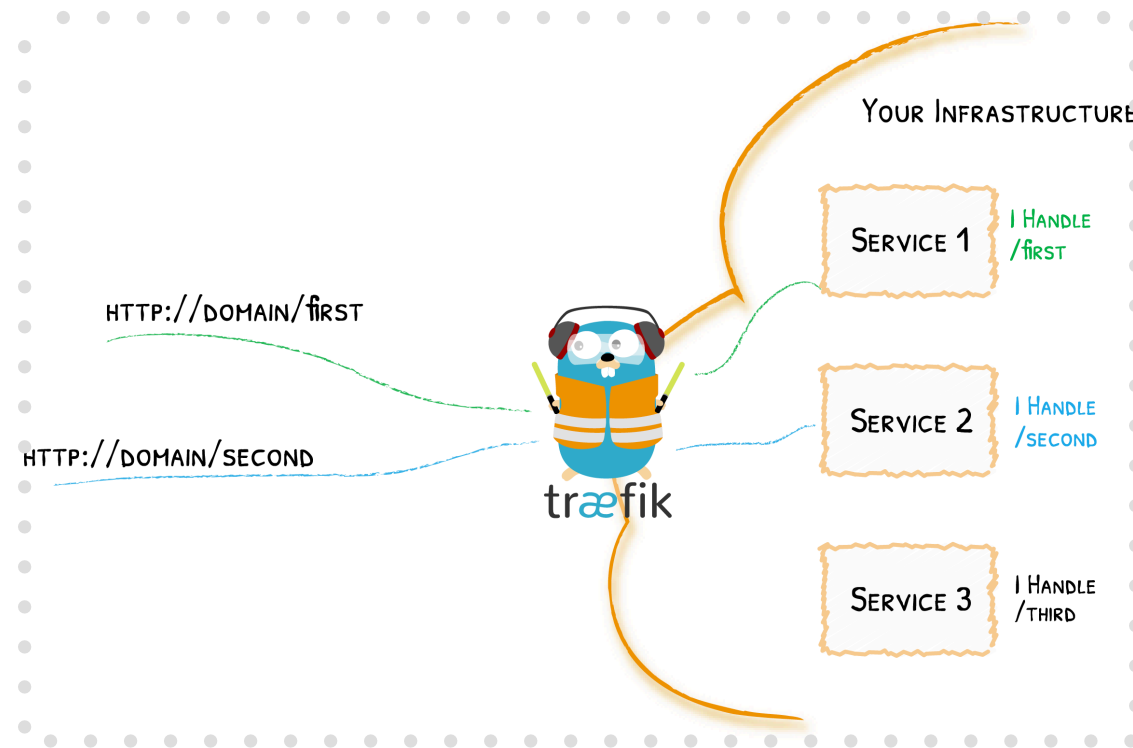 Your Infrastructure
Service 1
I Handle
/first
http://domain/first
Service 2
I Handle
/second
http://domain/second
træfik
Service 3
I Handle
/third